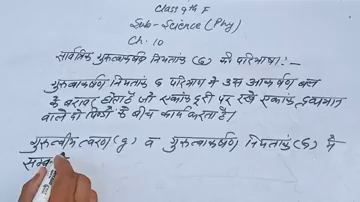 Class 9th F
Sub-Science (Phy)
Ch. 10
सार्वत्रिक गुरुत्वाकर्षण नियतांक (G) की परिभाषा:-
गुरुत्वाकर्षण नियतांक G परिमाण में उस आकर्षण बल
के बराबर होता है जो एकांक दूरी पर रखे एकांक द्रव्यमान
वाले दो पिण्डों के बीच कार्य करता है।
गुरुत्वीय त्वरण (g) व गुरुत्वाकर्षण नियतांक (G) में
सम्ब